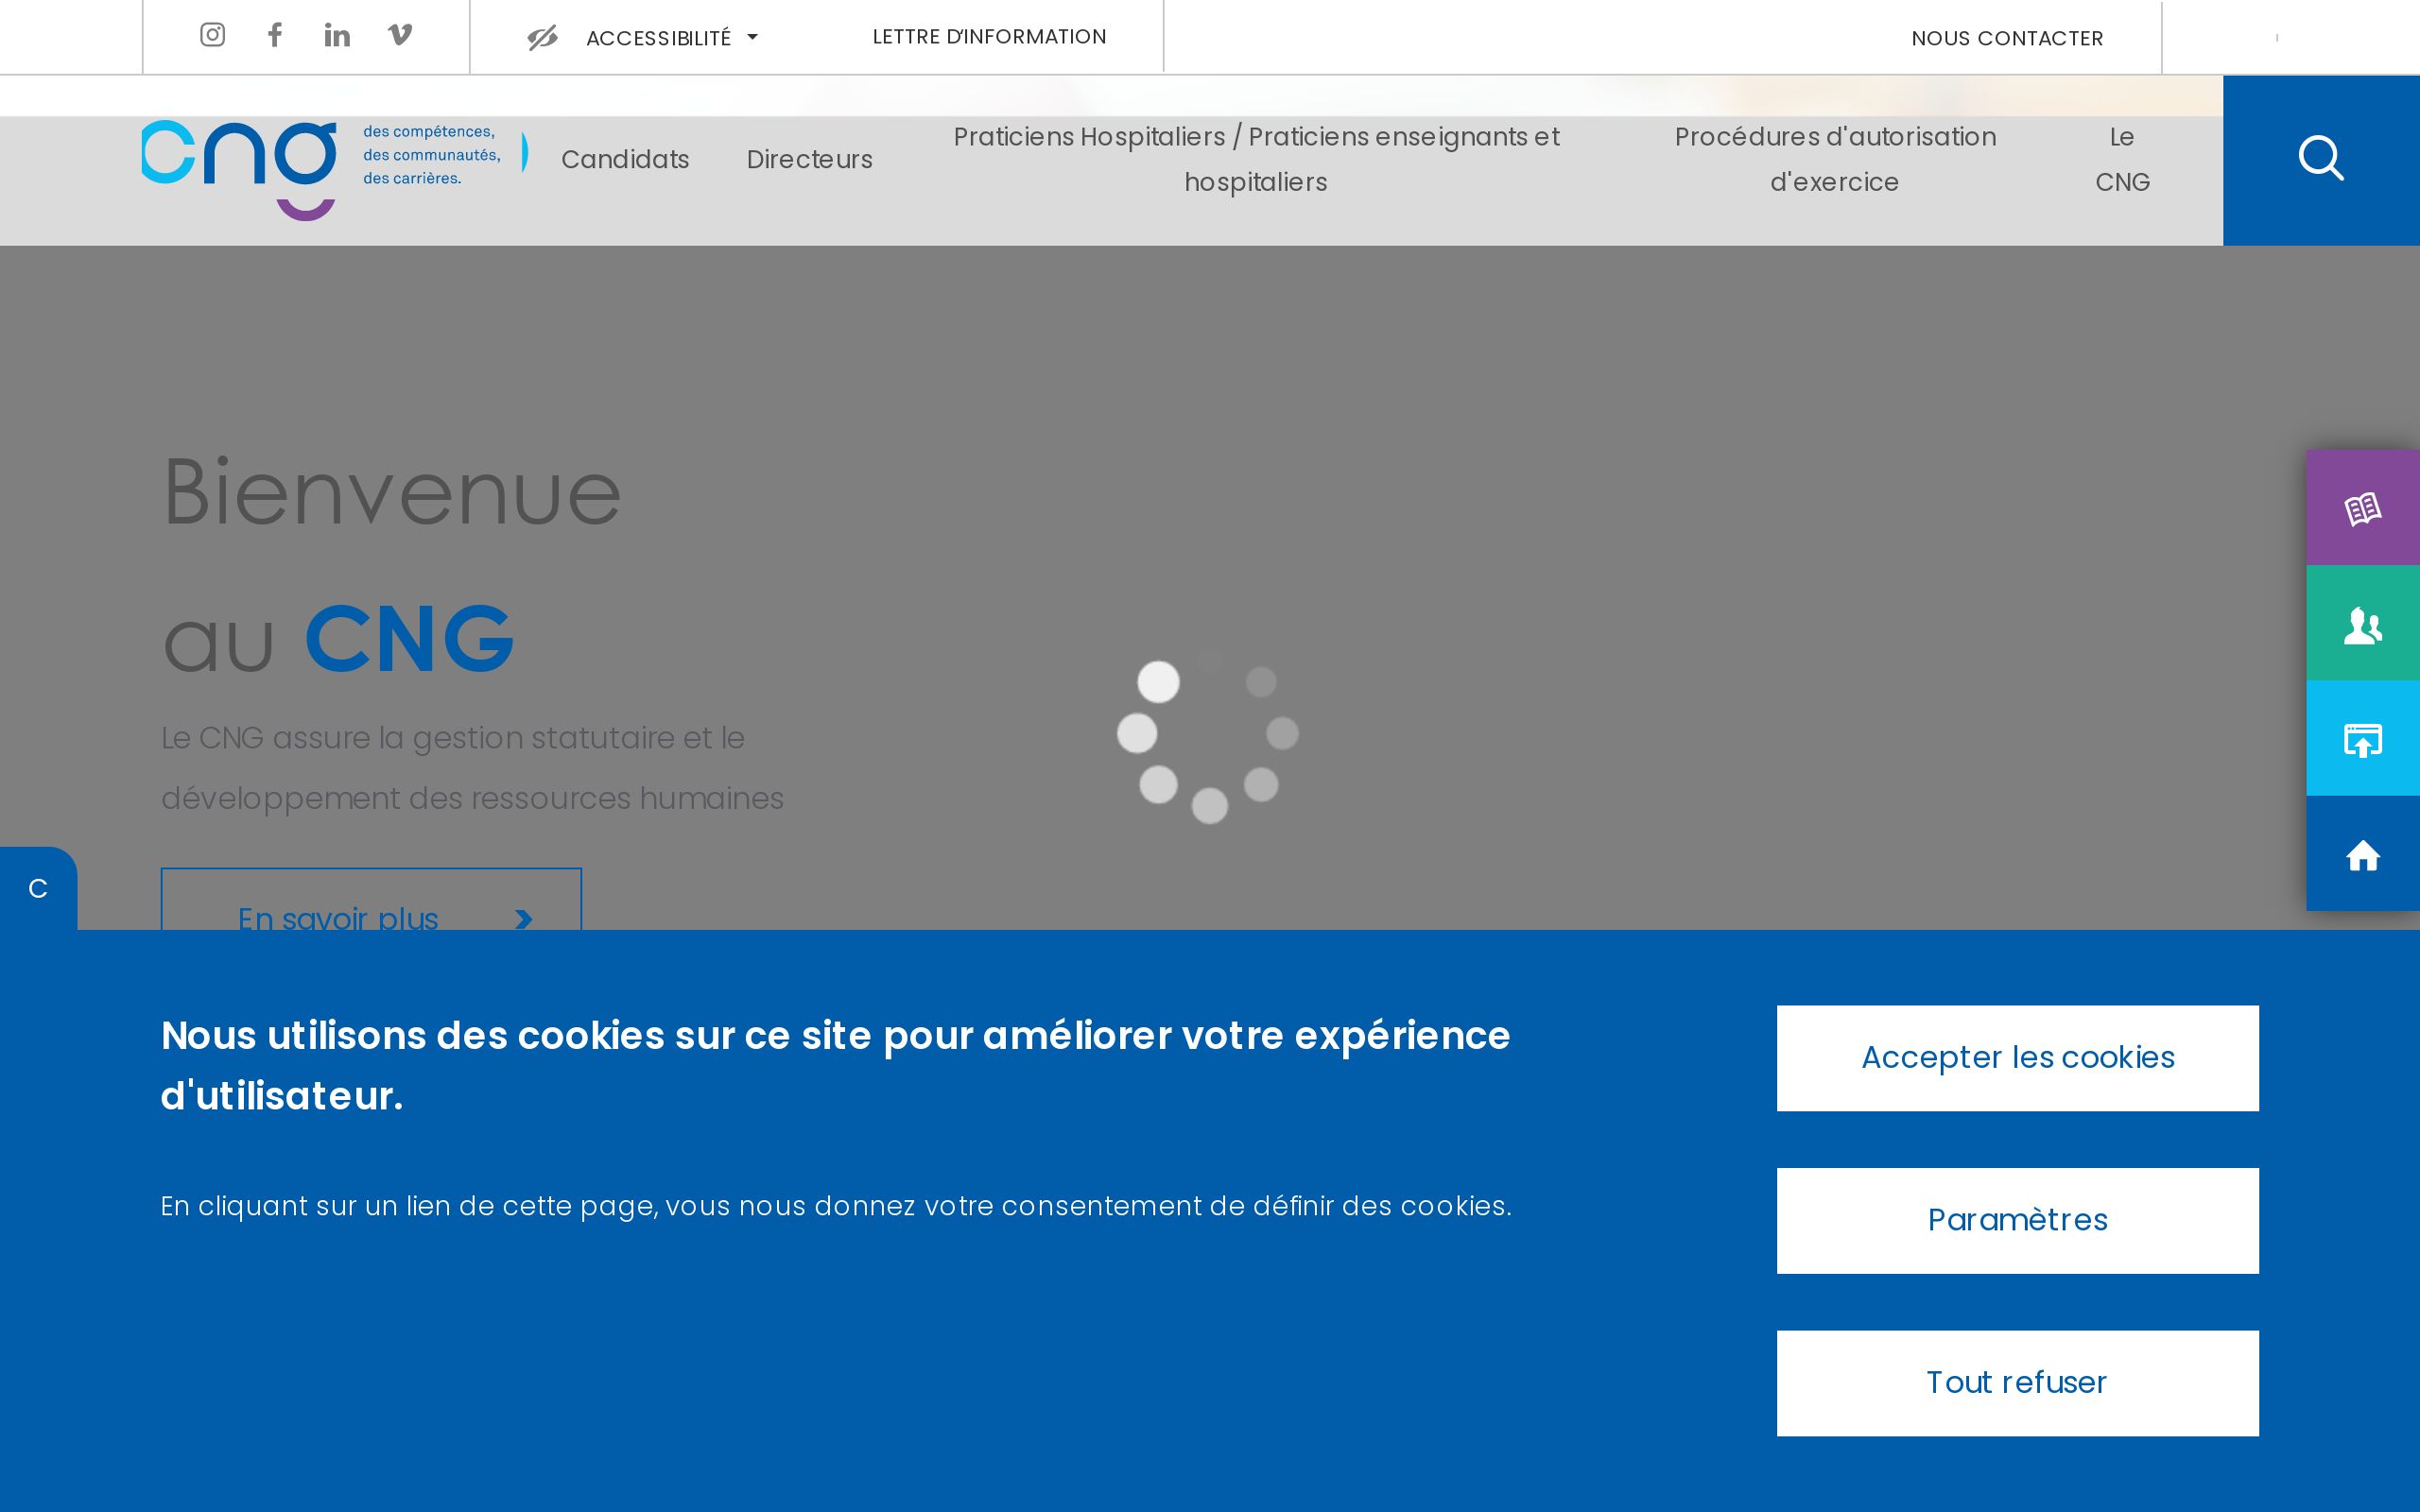 ACCESSIBILITÉ
LETTRE D'INFORMATION
NOUS CONTACTER
cng
des compétences,
des communautés,
des carrières.
Candidats
Directeurs
Praticiens Hospitaliers / Praticiens enseignants et
hospitaliers
Procédures d'autorisation
d'exercice
Le
CNG
Bienvenue
au CNG
Le CNG assure la gestion statutaire et le
développement des ressources humaines
En savoir plus
C
Nous utilisons des cookies sur ce site pour améliorer votre expérience
d'utilisateur.
En cliquant sur un lien de cette page, vous nous donnez votre consentement de définir des cookies.
Accepter les cookies
Paramètres
Tout refuser